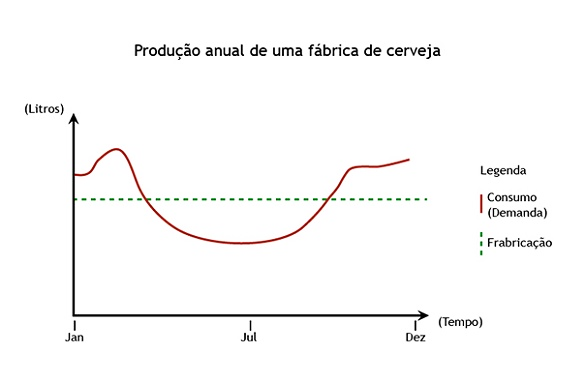 Produção anual de uma fábrica de cerveja
(Litros)
Legenda
Consumo
(Demanda)
Frabricação
(Tempo)
Jan
Jul
Dez